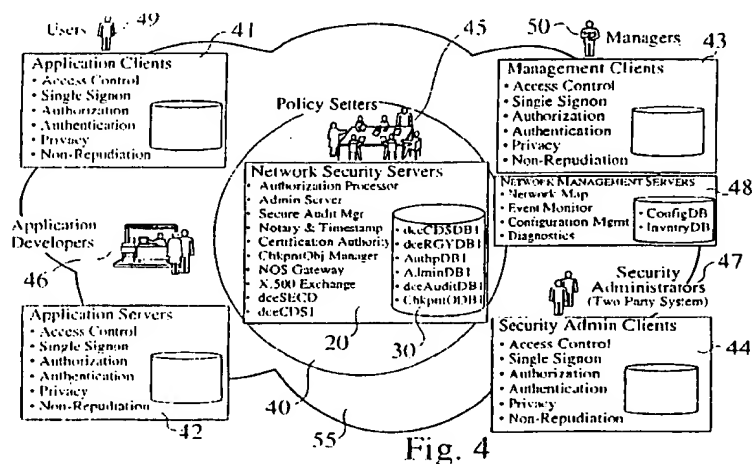 Users
49
41
Application Clients
• Access Control
• Single Signon
• Authorization
• Authentication
• Privacy
• Non-Repudiation
45
Policy Setters
50
Managers
43
Management Clients
• Access Control
• Single Signon
• Authorization
• Authentication
• Privacy
• Non-Repudiation
Network Security Servers
• Authorization Processor
• Admin Server
• Secure Audit Mgr
• Notary & Timestamp
• Certification Authority
• ChkpntObj Manager
• NOS Gateway
• X.500 Exchange
• dceSECD
• dceCDS1
• dceCDSDB1
• dceRGYDB1
• AuthpDB1
• AdminDB1
• dceAuditDB1
• ChkpntODB1
20
30
NETWORK MANAGEMENT SERVERS
• Network Map
• Event Monitor
• Configuration Mgmt
• Diagnostics
• ConfigDB
• InvntryDB
48
Application
Developers
46
47
Security
Administrators
(Two Party System)
Application Servers
• Access Control
• Single Signon
• Authorization
• Authentication
• Privacy
• Non-Repudiation
42
Security Admin Clients
• Access Control
• Single Signon
• Authorization
• Authentication
• Privacy
• Non-Repudiation
44
40
55
Fig. 4